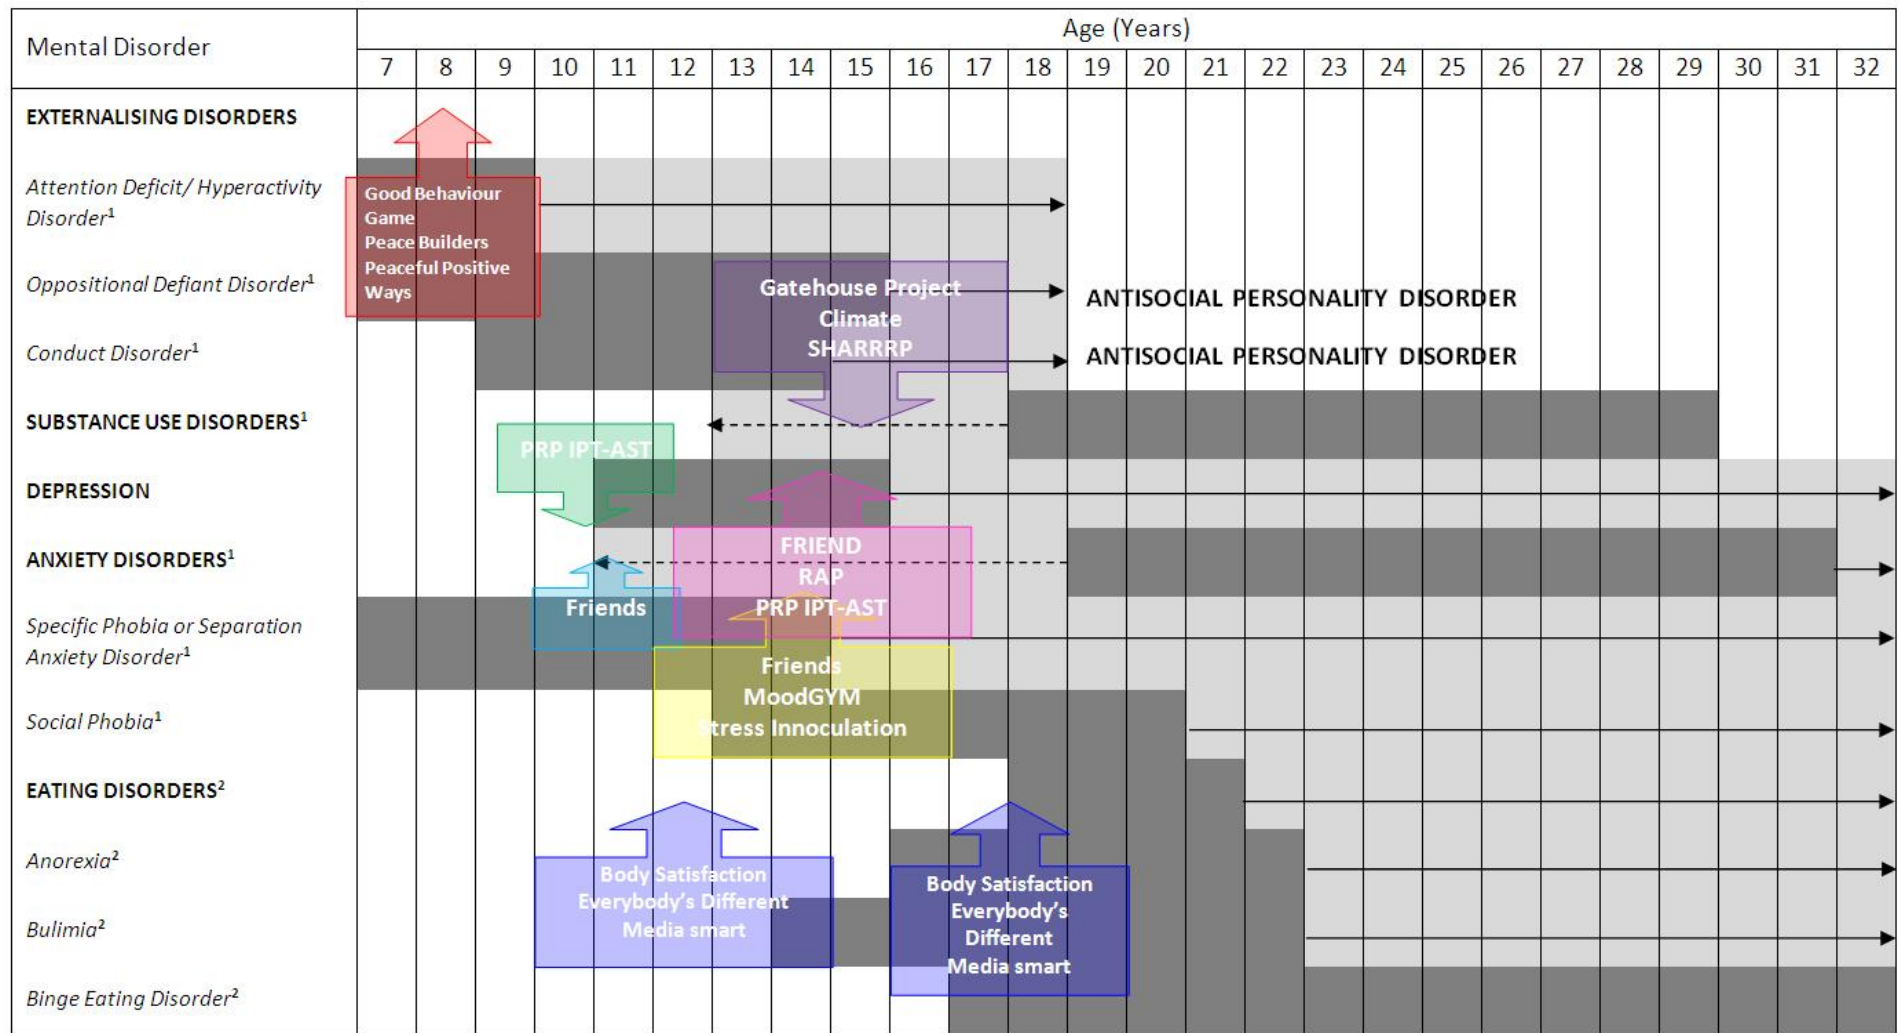 Mental Disorder
Age (Years)
7 8 9 10 11 12 13 14 15 16 17 18 19 20 21 22 23 24 25 26 27 28 29 30 31 32
EXTERNALISING DISORDERS
Attention Deficit/ Hyperactivity
Disorder¹
Good Behaviour
Game
Peace Builders
Peaceful Positive
Ways
Oppositional Defiant Disorder¹
Gatehouse Project
Climate
SHARRRP
ANTISOCIAL PERSONALITY DISORDER
Conduct Disorder¹
ANTISOCIAL PERSONALITY DISORDER
SUBSTANCE USE DISORDERS¹
PRP IPT-AST
DEPRESSION
ANXIETY DISORDERS¹
FRIEND
RAP
PRP IPT-AST
Friends
Specific Phobia or Separation
Anxiety Disorder¹
Friends
MoodGYM
Stress Innoculation
Social Phobia¹
EATING DISORDERS²
Anorexia²
Body Satisfaction
Everybody's Different
Media smart
Body Satisfaction
Everybody's
Different
Media smart
Bulimia²
Binge Eating Disorder²